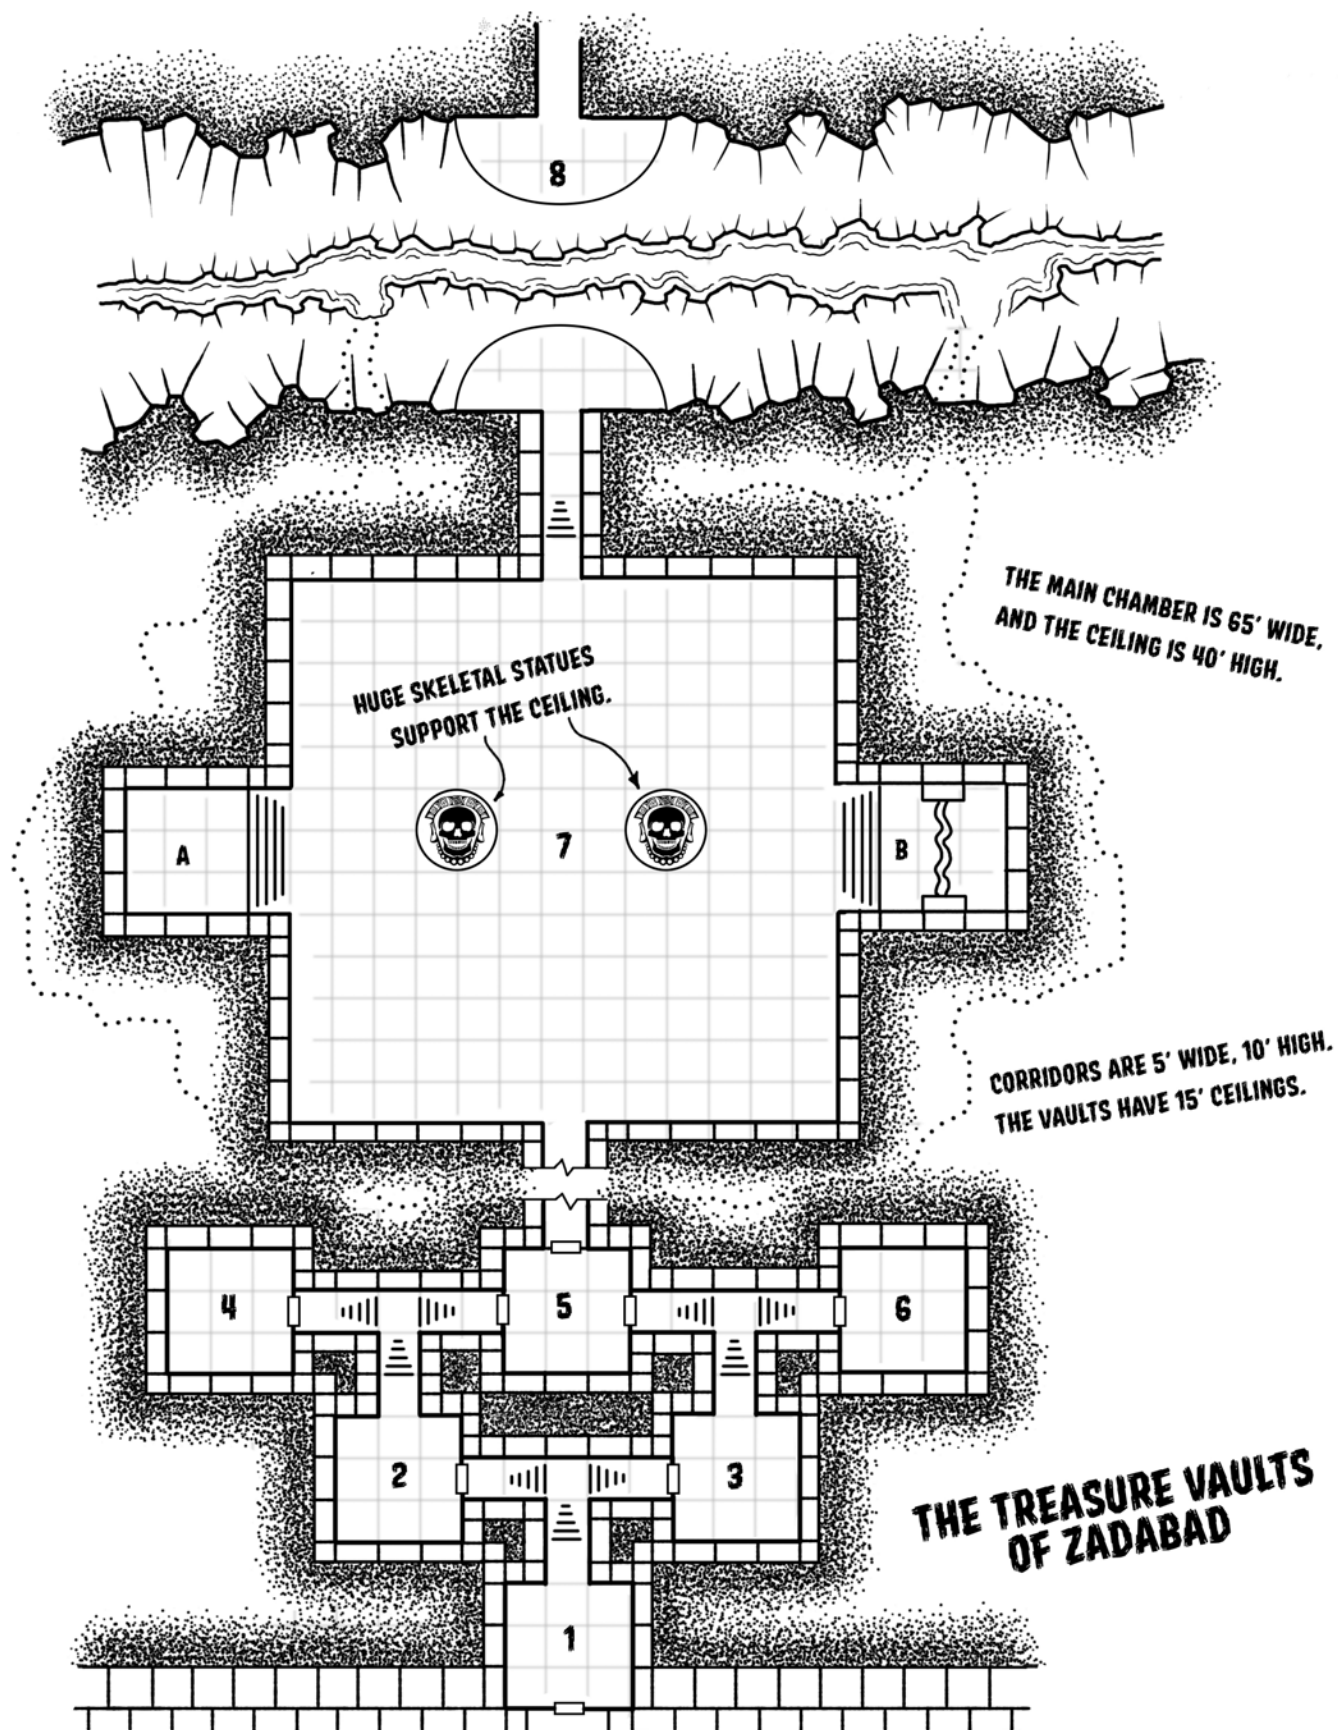 8
THE MAIN CHAMBER IS 65' WIDE,
AND THE CEILING IS 40' HIGH.
HUGE SKELETAL STATUES
SUPPORT THE CEILING.
A
7
B
CORRIDORS ARE 5' WIDE, 10' HIGH.
THE VAULTS HAVE 15' CEILINGS.
4
5
6
2
3
THE TREASURE VAULTS
OF ZADABAD
1